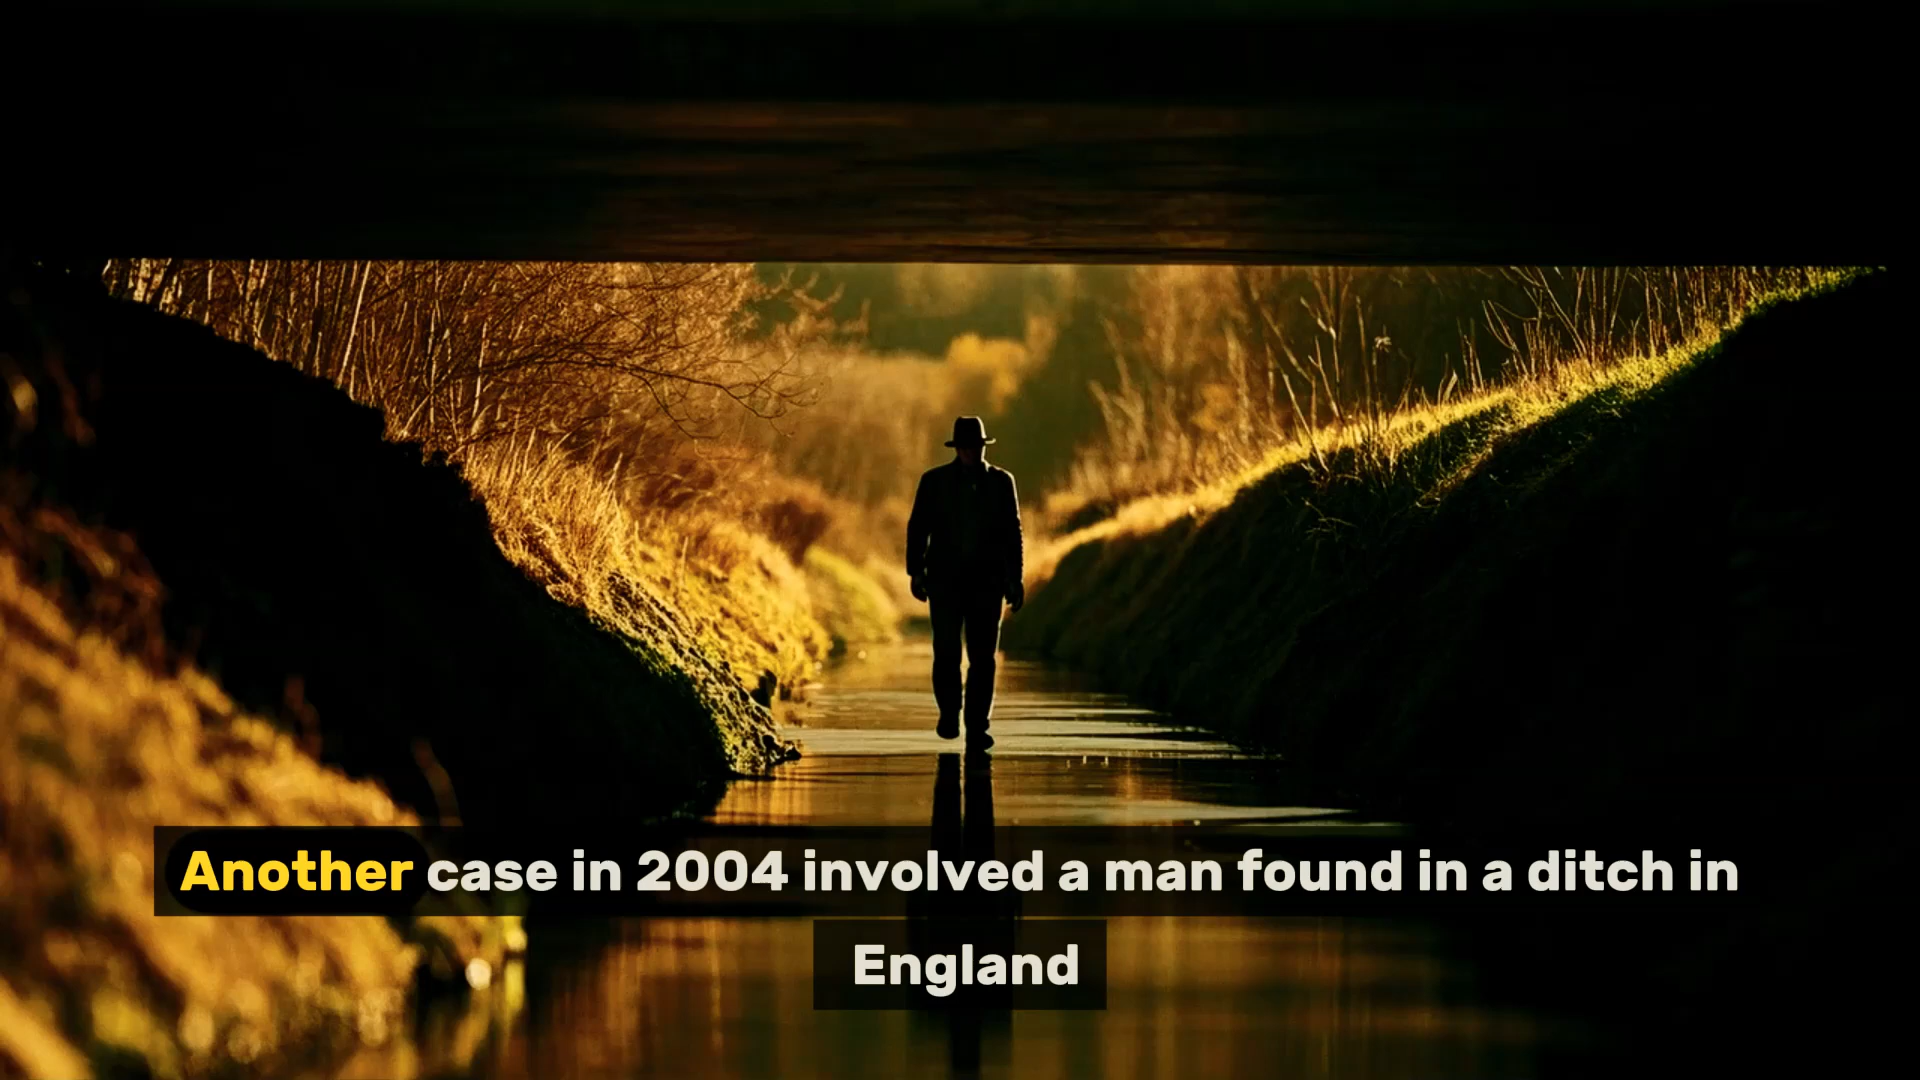 Another case in 2004 involved a man found in a ditch in
England